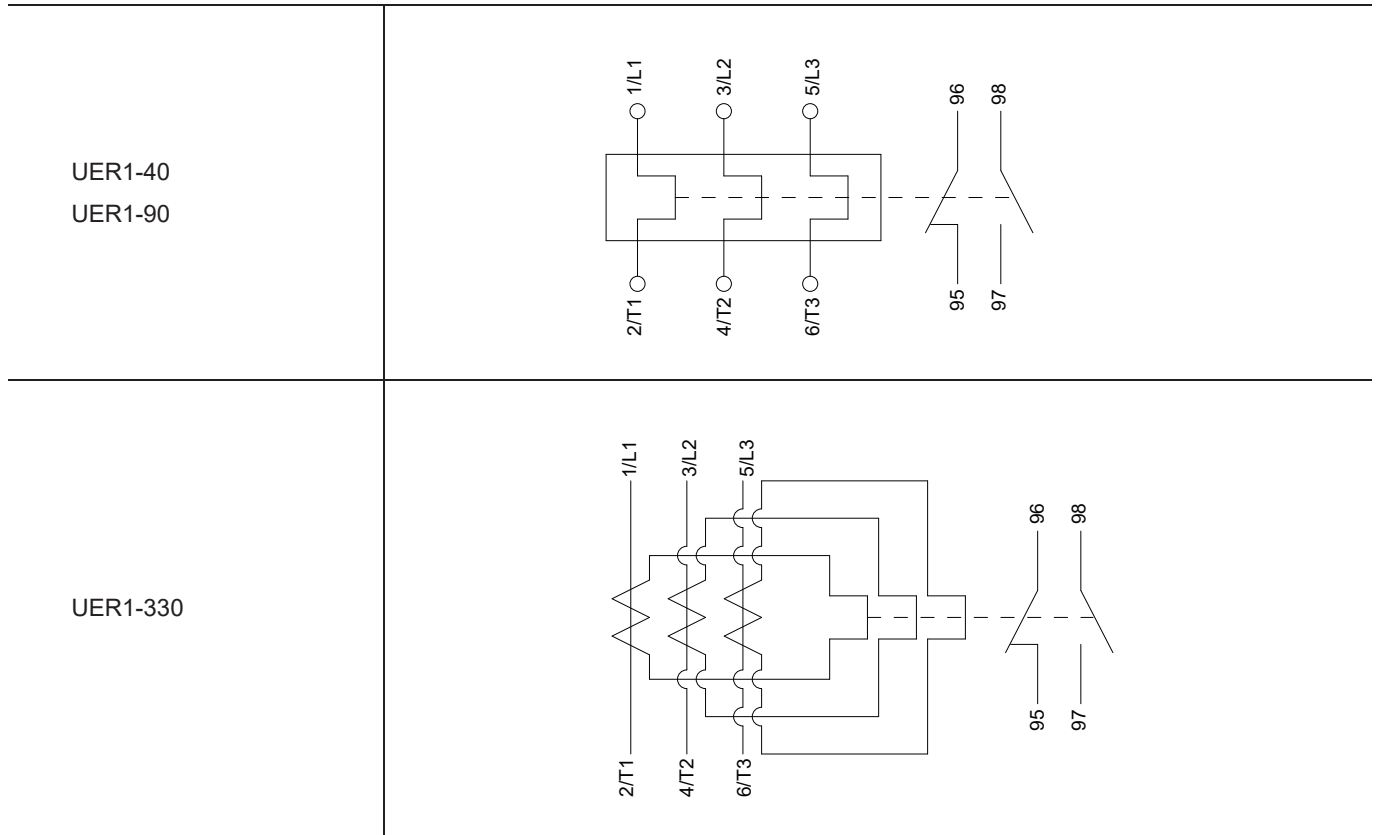 UER1-40
UER1-90
1/L1
3/L2
5/L3
96
98
2/T1
4/T2
6/T3
95
97
UER1-330
1/L1
3/L2
5/L3
96
98
2/T1
4/T2
6/T3
95
97